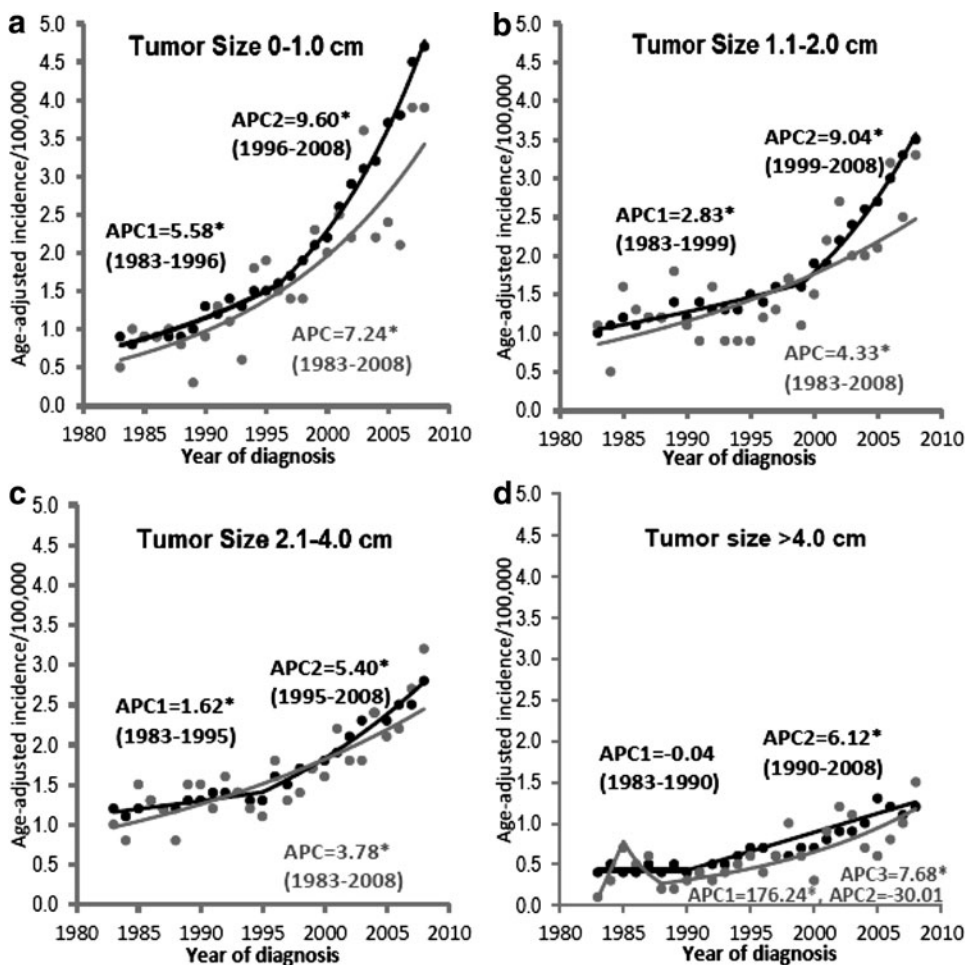 a
Tumor Size 0-1.0 cm
Age-adjusted incidence/100,000
5.0
4.5
4.0
3.5
3.0
2.5
2.0
1.5
1.0
0.5
0.0
APC2=9.60*
(1996-2008)
APC1=5.58*
(1983-1996)
APC=7.24*
(1983-2008)
1980 1985 1990 1995 2000 2005 2010
Year of diagnosis
b
Tumor Size 1.1-2.0 cm
Age-adjusted incidence/100,000
5.0
4.5
4.0
3.5
3.0
2.5
2.0
1.5
1.0
0.5
0.0
APC2=9.04*
(1999-2008)
APC1=2.83*
(1983-1999)
APC=4.33*
(1983-2008)
1980 1985 1990 1995 2000 2005 2010
Year of diagnosis
c
Tumor Size 2.1-4.0 cm
Age-adjusted incidence/100,000
5.0
4.5
4.0
3.5
3.0
2.5
2.0
1.5
1.0
0.5
0.0
APC2=5.40*
(1995-2008)
APC1=1.62*
(1983-1995)
APC=3.78*
(1983-2008)
1980 1985 1990 1995 2000 2005 2010
Year of diagnosis
d
Tumor size >4.0 cm
Age-adjusted incidence/100,000
5.0
4.5
4.0
3.5
3.0
2.5
2.0
1.5
1.0
0.5
0.0
APC1=-0.04
(1983-1990)
APC2=6.12*
(1990-2008)
APC3=7.68*
APC1=176.24*, APC2=-30.01
1980 1985 1990 1995 2000 2005 2010
Year of diagnosis